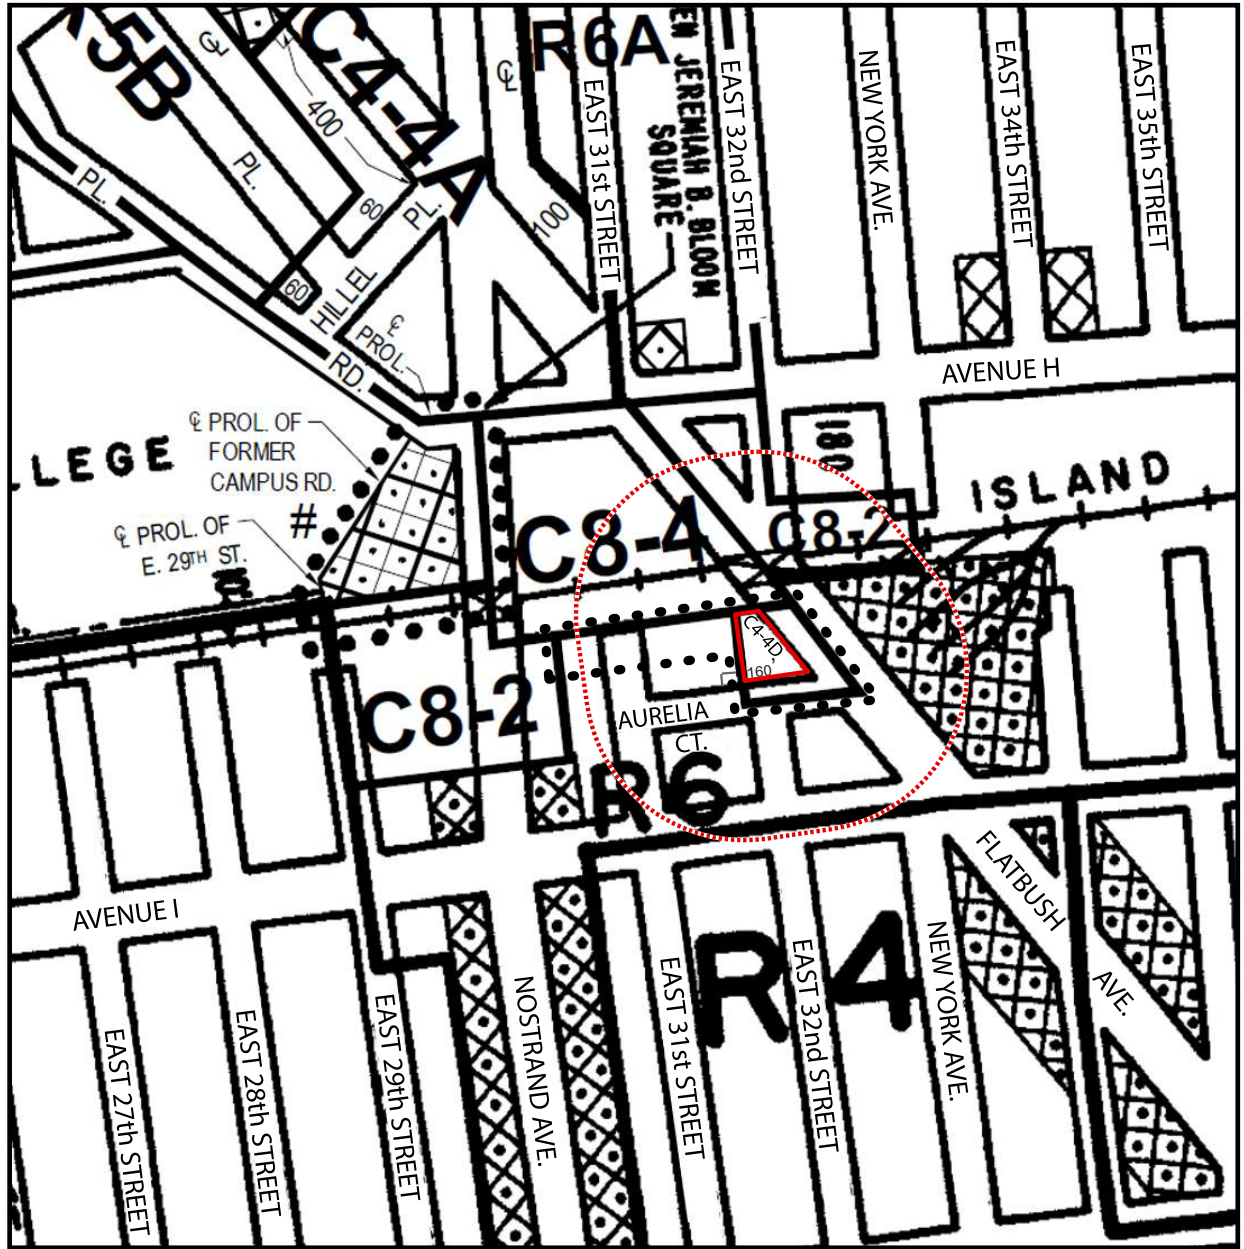 R5B
℄
C4-4A
400
℄
R6A
EAST 31st STREET
EN JEREMIAH B. BLOOM
SQUARE
EAST 32nd STREET
NEW YORK AVE.
EAST 34th STREET
EAST 35th STREET
PL.
PL.
60
PL.
100
60
HILLEL
℄
PROL.
RD.
AVENUE H
℄ PROL. OF
FORMER
CAMPUS RD.
LLEGE
180
ISLAND
#
℄ PROL. OF
E. 29TH ST.
C8-4
C8-2
C4-4D
160
C8-2
AURELIA
CT.
R6
AVENUE I
FLATBUSH
AVE.
R4
EAST 27th STREET
EAST 28th STREET
EAST 29th STREET
NOSTRAND AVE.
EAST 31st STREET
EAST 32nd STREET
NEW YORK AVE.